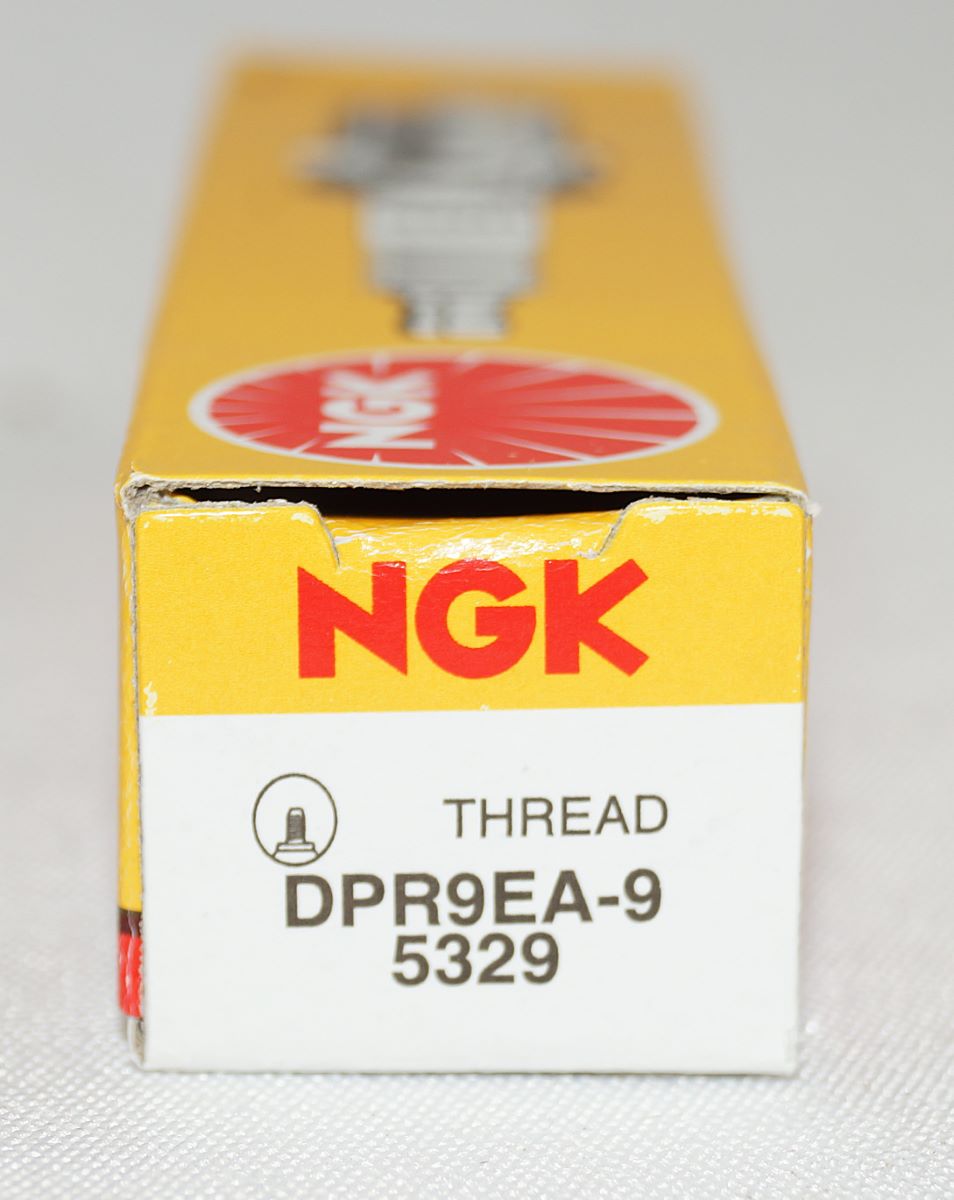 NGK
NGK
THREAD
DPR9EA-9
5329